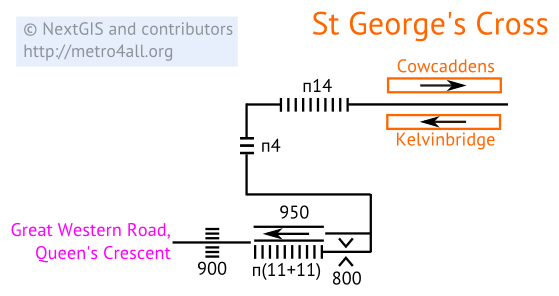 © NextGIS and contributors
http://metro4all.org
St George's Cross
Cowcaddens
п14
Kelvinbridge
п4
950
Great Western Road,
Queen's Crescent
900
п(11+11)
800